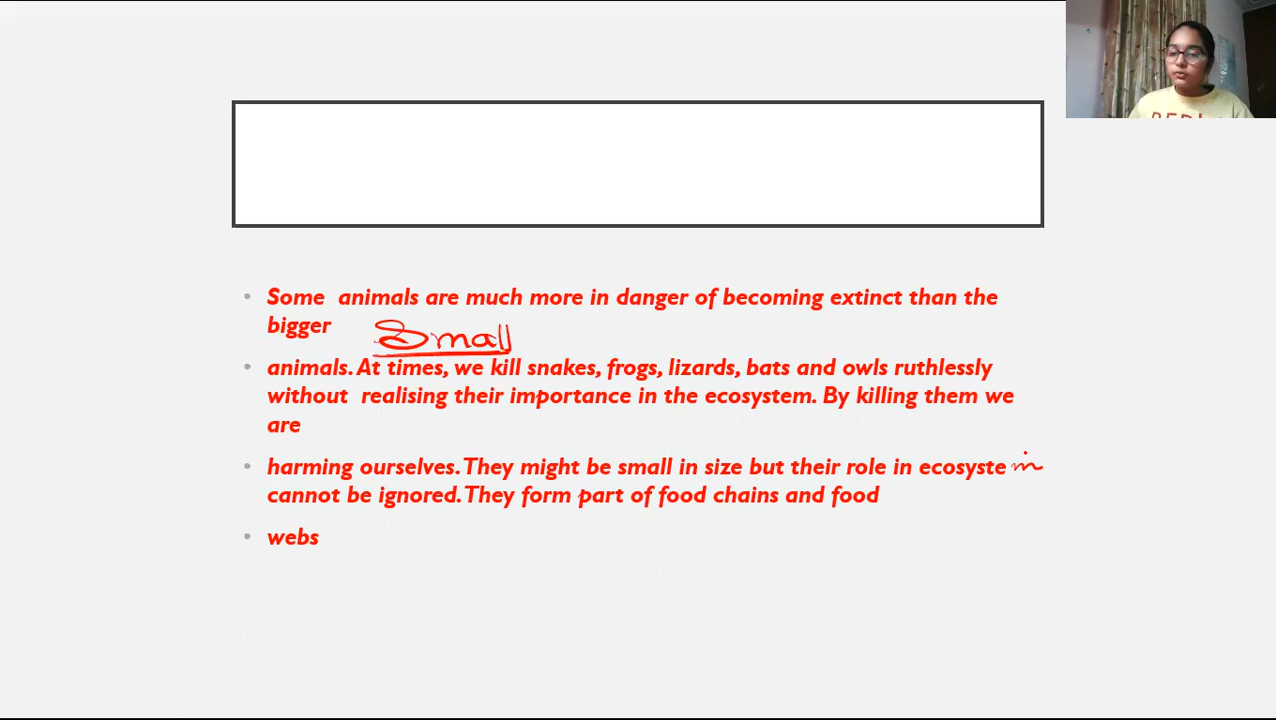 Some animals are much more in danger of becoming extinct than the
bigger
Small
animals. At times, we kill snakes, frogs, lizards, bats and owls ruthlessly
without realising their importance in the ecosystem. By killing them we
are
harming ourselves. They might be small in size but their role in ecosyste m
cannot be ignored. They form part of food chains and food
webs